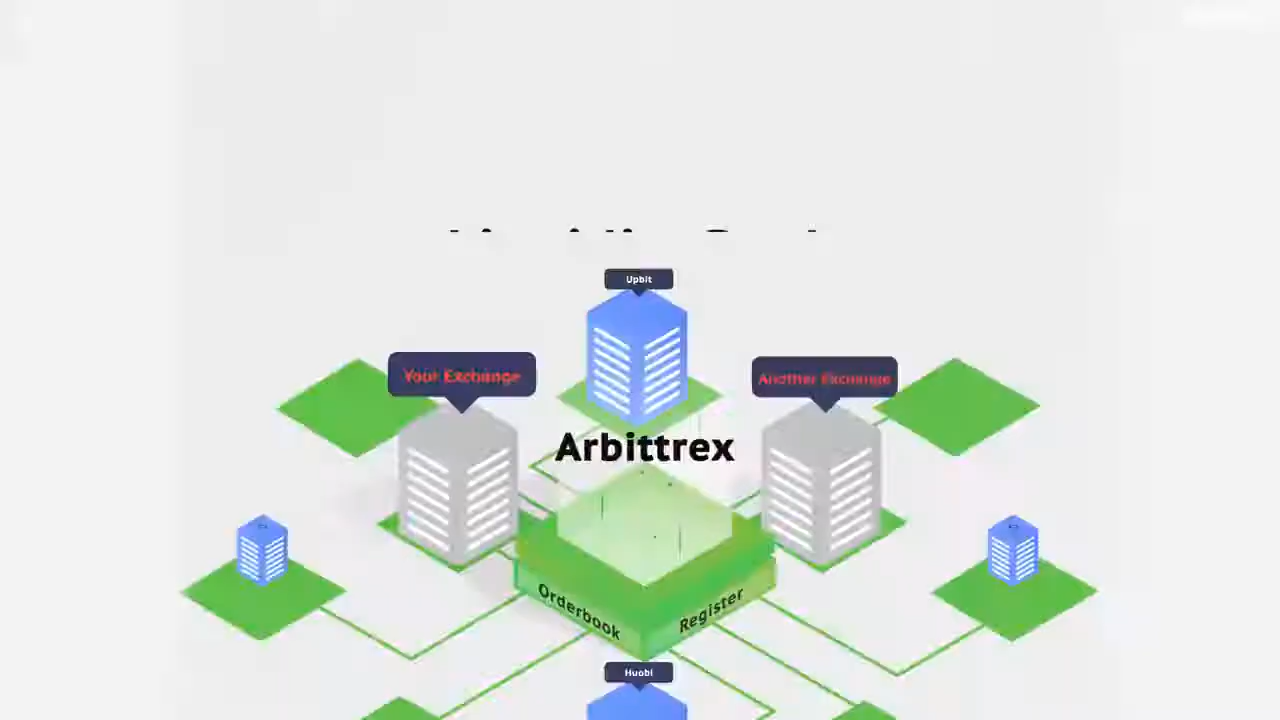 Upbit
Your Exchange
Another Exchange
Arbittrex
Orderbook
Register
Huobi